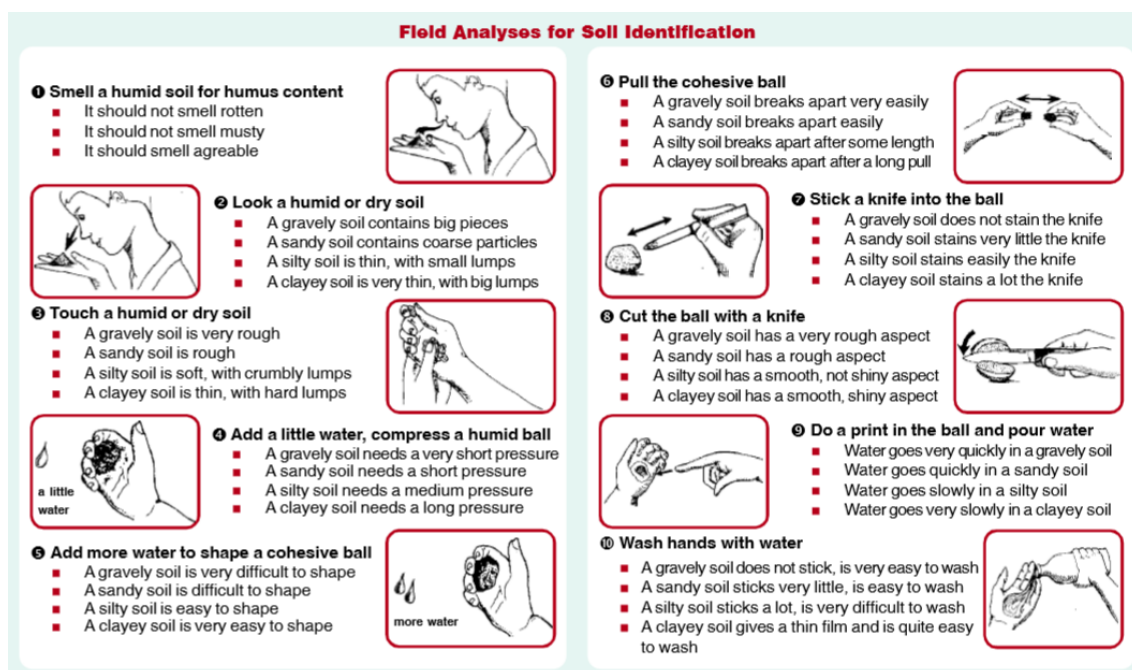 Field Analyses for Soil Identification
❶ Smell a humid soil for humus content
■ It should not smell rotten
■ It should not smell musty
■ It should smell agreable
❷ Look a humid or dry soil
■ A gravely soil contains big pieces
■ A sandy soil contains coarse particles
■ A silty soil is thin, with small lumps
■ A clayey soil is very thin, with big lumps
❸ Touch a humid or dry soil
■ A gravely soil is very rough
■ A sandy soil is rough
■ A silty soil is soft, with crumbly lumps
■ A clayey soil is thin, with hard lumps
❹ Add a little water, compress a humid ball
■ A gravely soil needs a very short pressure
■ A sandy soil needs a short pressure
■ A silty soil needs a medium pressure
■ A clayey soil needs a long pressure
a little
water
❺ Add more water to shape a cohesive ball
■ A gravely soil is very difficult to shape
■ A sandy soil is difficult to shape
■ A silty soil is easy to shape
■ A clayey soil is very easy to shape
more water
❻ Pull the cohesive ball
■ A gravely soil breaks apart very easily
■ A sandy soil breaks apart easily
■ A silty soil breaks apart after some length
■ A clayey soil breaks apart after a long pull
❼ Stick a knife into the ball
■ A gravely soil does not stain the knife
■ A sandy soil stains very little the knife
■ A silty soil stains easily the knife
■ A clayey soil stains a lot the knife
❽ Cut the ball with a knife
■ A gravely soil has a very rough aspect
■ A sandy soil has a rough aspect
■ A silty soil has a smooth, not shiny aspect
■ A clayey soil has a smooth, shiny aspect
❾ Do a print in the ball and pour water
■ Water goes very quickly in a gravely soil
■ Water goes quickly in a sandy soil
■ Water goes slowly in a silty soil
■ Water goes very slowly in a clayey soil
❿ Wash hands with water
■ A gravely soil does not stick, is very easy to wash
■ A sandy soil sticks very little, is easy to wash
■ A silty soil sticks a lot, is very difficult to wash
■ A clayey soil gives a thin film and is quite easy
to wash